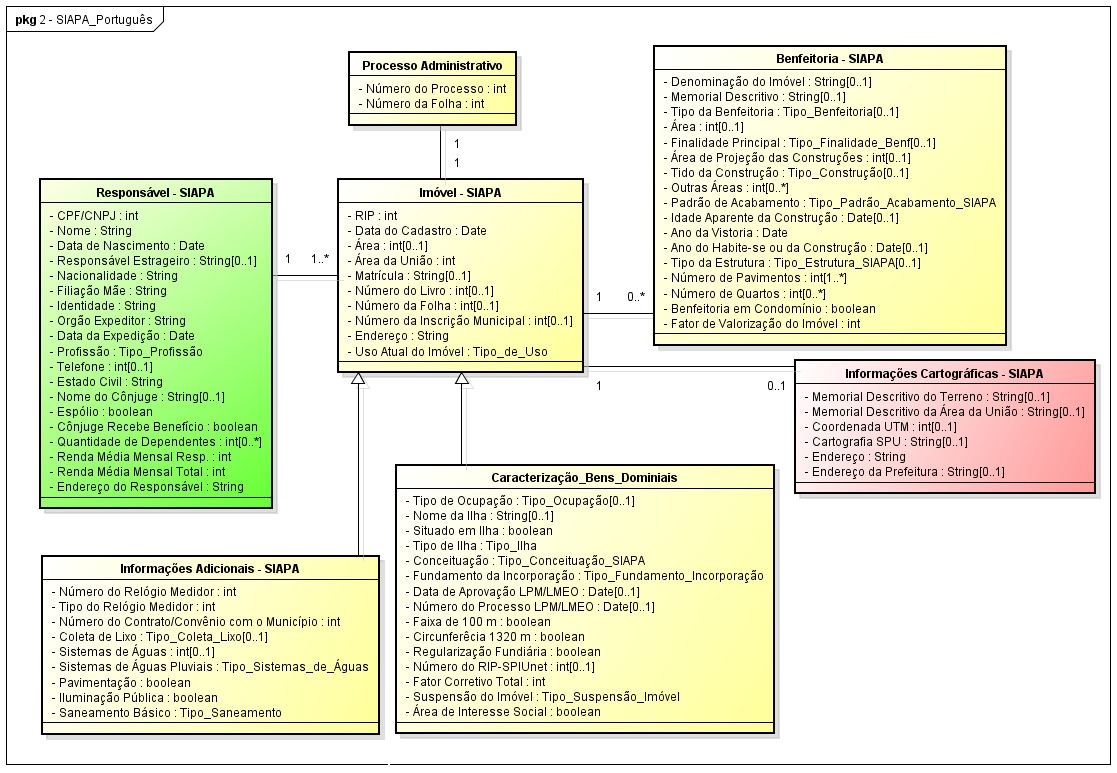 pkg 2 - SIAPA_Português
Processo Administrativo
- Número do Processo : int
- Número da Folha : int
1
1
Benfeitoria - SIAPA
- Denominação do Imóvel : String[0..1]
- Memorial Descritivo : String[0..1]
- Tipo da Benfeitoria : Tipo_Benfeitoria[0..1]
- Área : int[0..1]
- Finalidade Principal : Tipo_Finalidade_Benf[0..1]
- Área de Projeção das Construções : int[0..1]
- Tido da Construção : Tipo_Construção[0..1]
- Outras Áreas : int[0..*]
- Padrão de Acabamento : Tipo_Padrão_Acabamento_SIAPA
- Idade Aparente da Construção : Date[0..1]
- Ano da Vistoria : Date
- Ano do Habite-se ou da Construção : Date[0..1]
- Tipo da Estrutura : Tipo_Estrutura_SIAPA[0..1]
- Número de Pavimentos : int[1..*]
- Número de Quartos : int[0..*]
- Benfeitoria em Condomínio : boolean
- Fator de Valorização do Imóvel : int
Responsável - SIAPA
- CPF/CNPJ : int
- Nome : String
- Data de Nascimento : Date
- Responsável Estrageiro : String[0..1]
- Nacionalidade : String
- Filiação Mãe : String
- Identidade : String
- Orgão Expeditor : String
- Data da Expedição : Date
- Profissão : Tipo_Profissão
- Telefone : int[0..1]
- Estado Civil : String
- Nome do Cônjuge : String[0..1]
- Espólio : boolean
- Cônjuge Recebe Benefício : boolean
- Quantidade de Dependentes : int[0..*]
- Renda Média Mensal Resp. : int
- Renda Média Mensal Total : int
- Endereço do Responsável : String
1 1..*
Imóvel - SIAPA
- RIP : int
- Data do Cadastro : Date
- Área : int[0..1]
- Área da União : int
- Matrícula : String[0..1]
- Número do Livro : int[0..1]
- Número da Folha : int[0..1]
- Número da Inscrição Municipal : int[0..1]
- Endereço : String
- Uso Atual do Imóvel : Tipo_de_Uso
1 0..*
1 0..1
Informações Cartográficas - SIAPA
- Memorial Descritivo do Terreno : String[0..1]
- Memorial Descritivo da Área da União : String[0..1]
- Coordenada UTM : int[0..1]
- Cartografia SPU : String[0..1]
- Endereço : String
- Endereço da Prefeitura : String[0..1]
Caracterização_Bens_Dominiais
- Tipo de Ocupação : Tipo_Ocupação[0..1]
- Nome da Ilha : String[0..1]
- Situado em Ilha : boolean
- Tipo de Ilha : Tipo_Ilha
- Conceituação : Tipo_Conceituação_SIAPA
- Fundamento da Incorporação : Tipo_Fundamento_Incorporação
- Data de Aprovação LPM/LMEO : Date[0..1]
- Número do Processo LPM/LMEO : Date[0..1]
- Faixa de 100 m : boolean
- Circunferêcia 1320 m : boolean
- Regularização Fundiária : boolean
- Número do RIP-SPIUnet : int[0..1]
- Fator Corretivo Total : int
- Suspensão do Imóvel : Tipo_Suspensão_Imóvel
- Área de Interesse Social : boolean
Informações Adicionais - SIAPA
- Número do Relógio Medidor : int
- Tipo do Relógio Medidor : int
- Número do Contrato/Convênio com o Município : int
- Coleta de Lixo : Tipo_Coleta_Lixo[0..1]
- Sistemas de Águas : int[0..1]
- Sistemas de Águas Pluviais : Tipo_Sistemas_de_Águas
- Pavimentação : boolean
- Iluminação Pública : boolean
- Saneamento Básico : Tipo_Saneamento